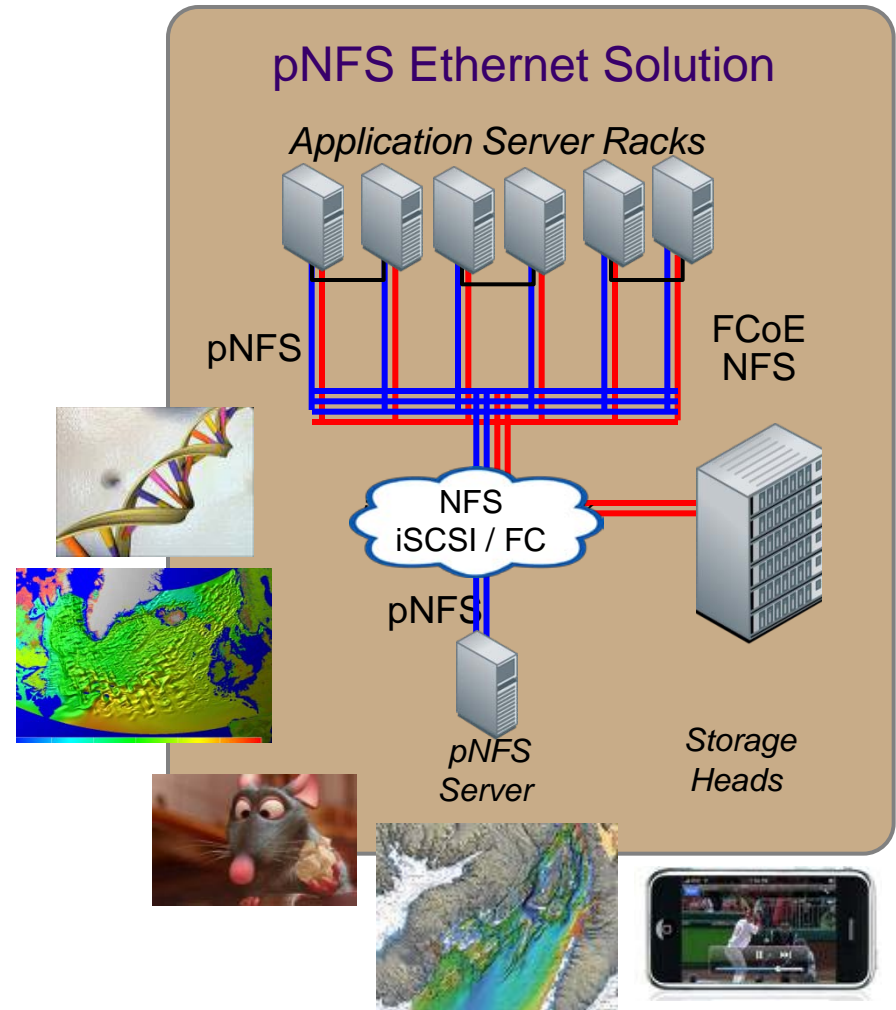 pNFS Ethernet Solution
Application Server Racks
pNFS
FCoE
NFS
NFS
iSCSI / FC
pNFS
pNFS
Server
Storage
Heads